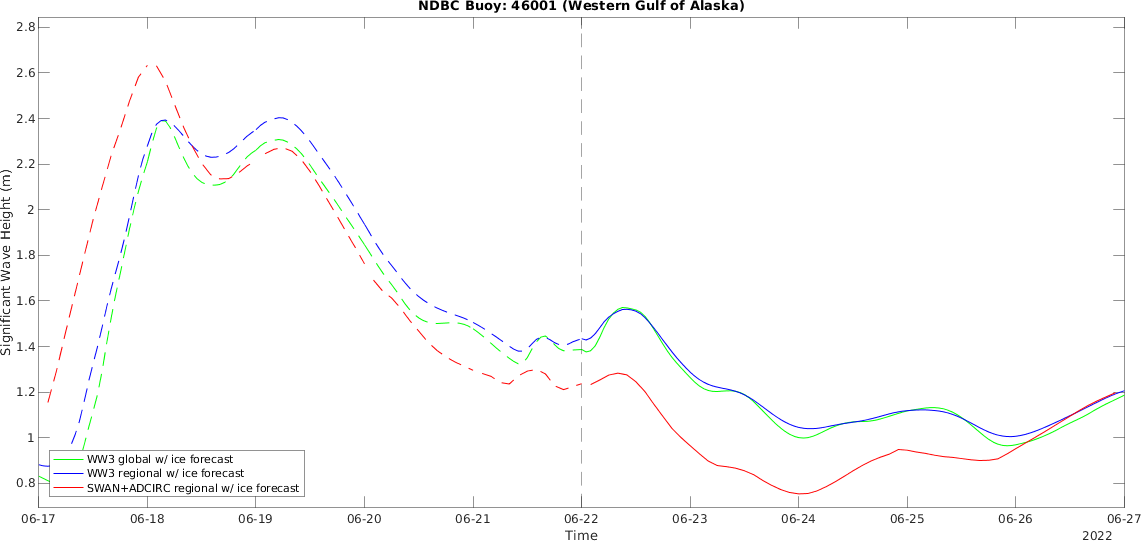 NDBC Buoy: 46001 (Western Gulf of Alaska)
2.8
2.6
2.4
2.2
2
1.8
1.6
1.4
1.2
1
0.8
Significant Wave Height (m)
WW3 global w/ ice forecast
WW3 regional w/ ice forecast
SWAN+ADCIRC regional w/ ice forecast
06-17 06-18 06-19 06-20 06-21 06-22 06-23 06-24 06-25 06-26 06-27
Time
2022